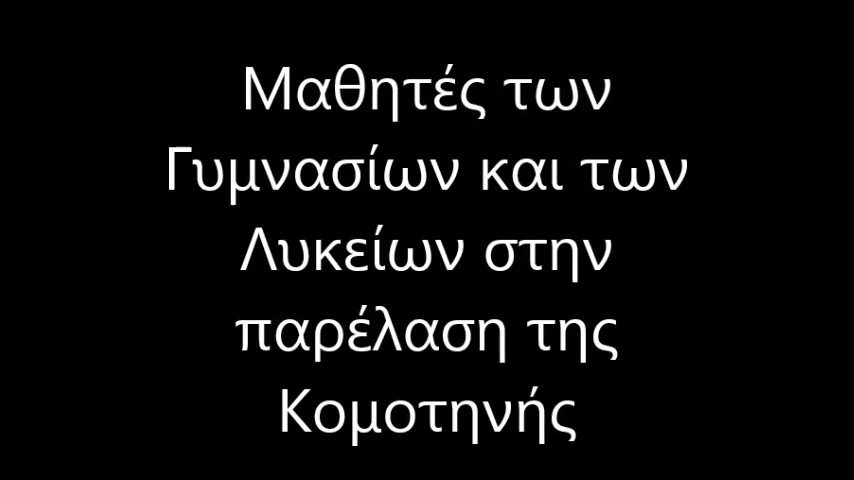 Μαθητές των
Γυμνασίων και των
Λυκείων στην
παρέλαση της
Κομοτηνής